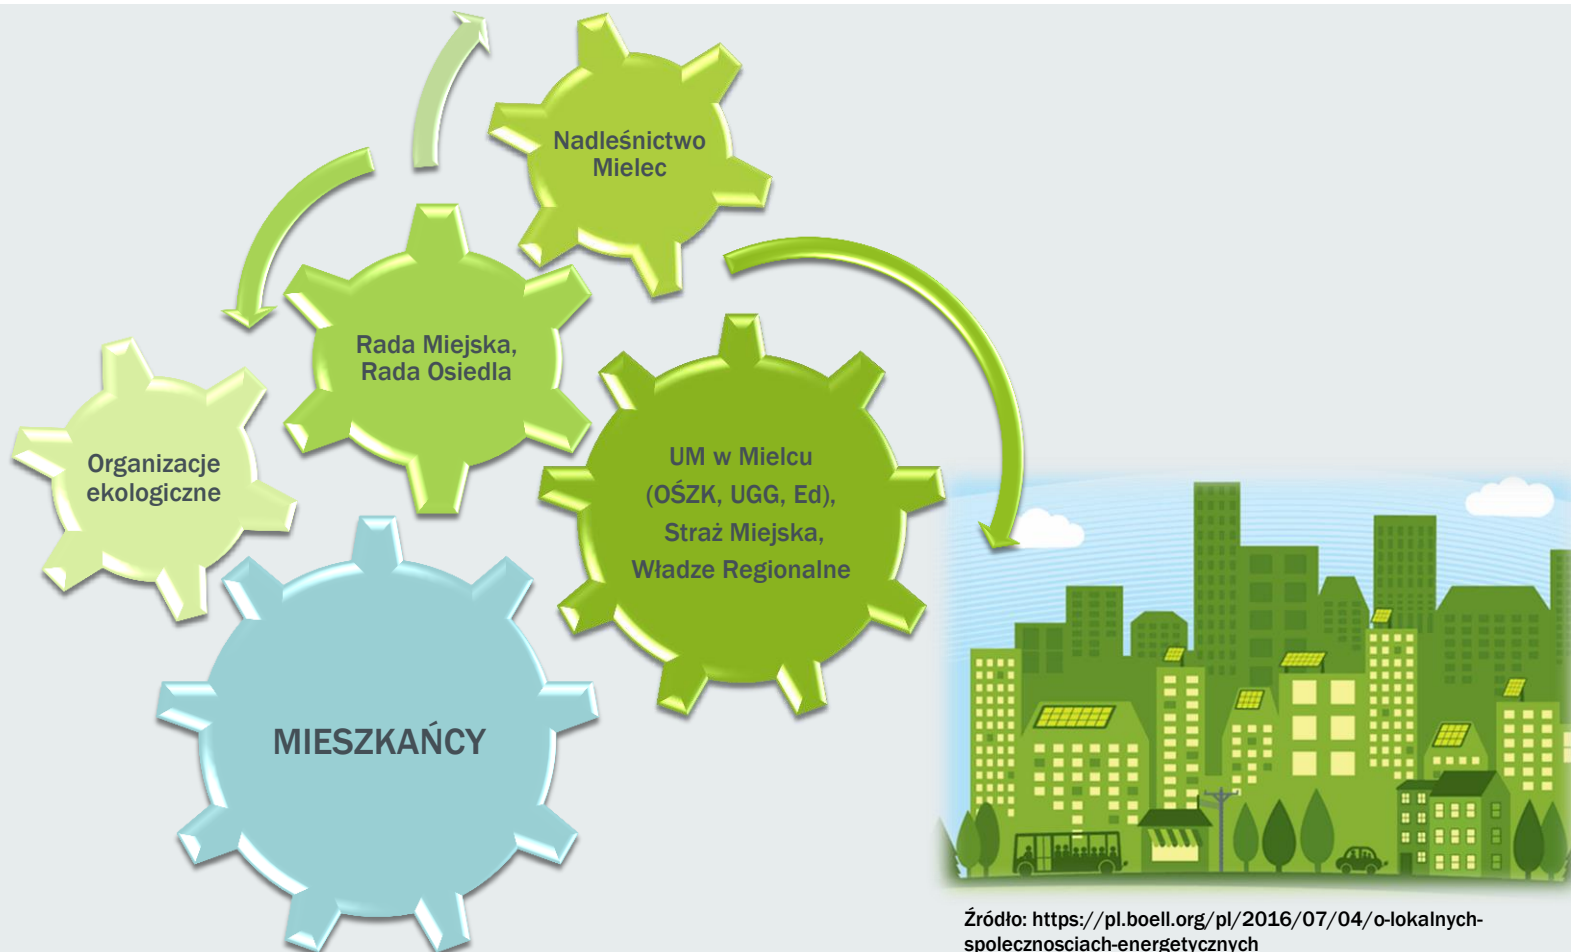 Nadleśnictwo
Mielec
Rada Miejska,
Rada Osiedla
Organizacje
ekologiczne
UM w Mielcu
(OŚZK, UGG, Ed),
Straż Miejska,
Władze Regionalne
MIESZKAŃCY
Źródło: https://pl.boell.org/pl/2016/07/04/o-lokalnych-
spolecznosciach-energetycznych